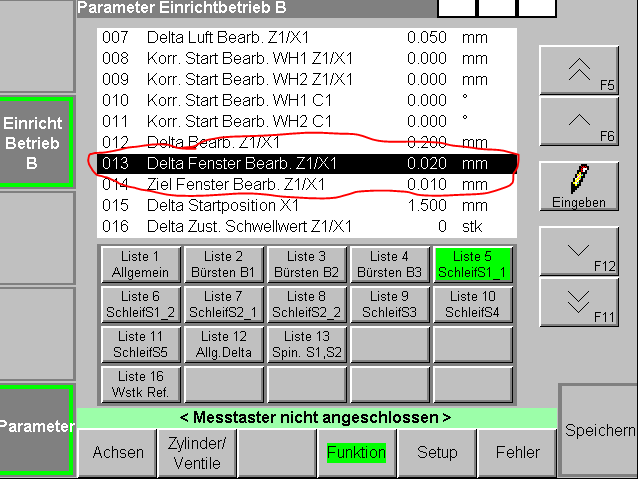 Parameter Einrichtbetrieb B
007 Delta Luft Bearb. Z1/X1 0.050 mm
008 Korr. Start Bearb. WH1 Z1/X1 0.000 mm
009 Korr. Start Bearb. WH2 Z1/X1 0.000 mm
010 Korr. Start Bearb. WH1 C1 0.000 °
011 Korr. Start Bearb. WH2 C1 0.000 °
012 Delta Bearb. Z1/X1 0.200 mm
013 Delta Fenster Bearb. Z1/X1 0.020 mm
014 Ziel Fenster Bearb. Z1/X1 0.010 mm
015 Delta Startposition X1 1.500 mm
016 Delta Zust. Schwellwert Z1/X1 0 stk
Einricht
Betrieb
B
F5
F6
Eingeben
F12
F11
Liste 1 Liste 2 Liste 3 Liste 4 Liste 5
Allgemein Bürsten B1 Bürsten B2 Bürsten B3 SchleifS1_1
Liste 6 Liste 7 Liste 8 Liste 9 Liste 10
SchleifS1_2 SchleifS2_1 SchleifS2_2 SchleifS3 SchleifS4
Liste 11 Liste 12 Liste 13
SchleifS5 Allg.Delta Spin. S1,S2
Liste 16
Wstk Ref.
< Messtaster nicht angeschlossen >
Parameter
Achsen Zylinder/ Funktion Setup Fehler
Ventile
Speichern